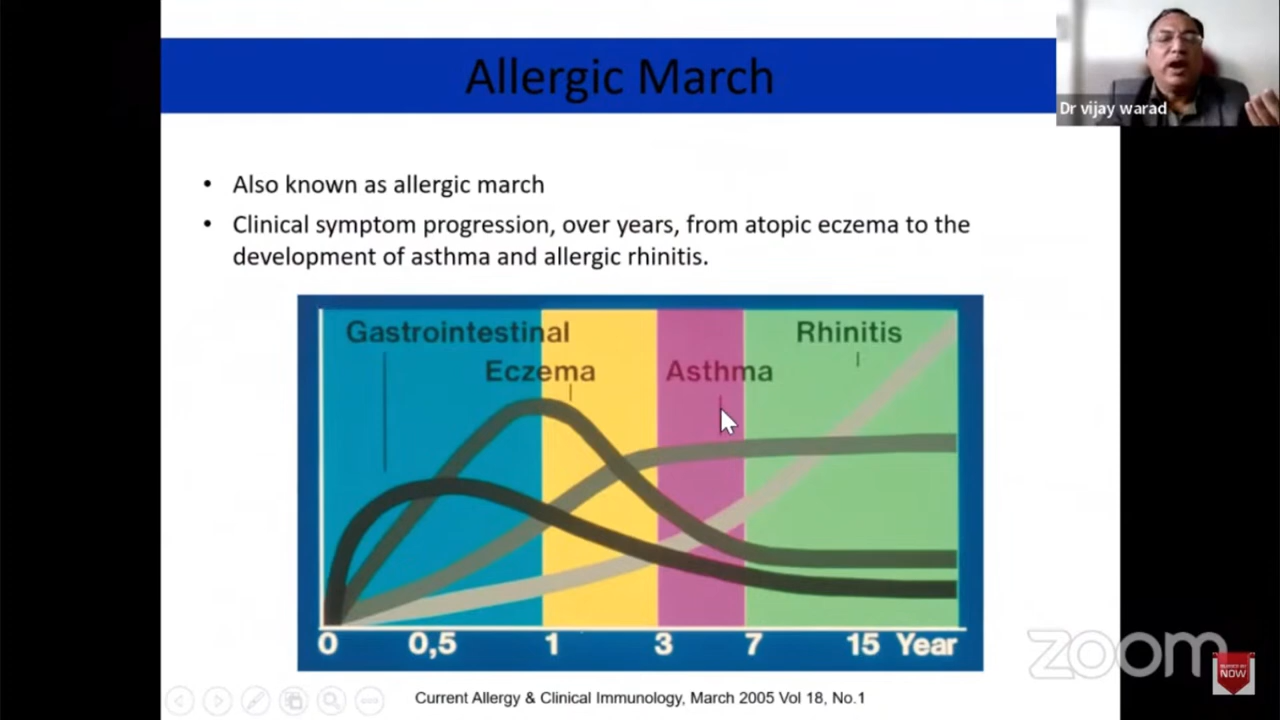 Allergic March
Dr vijay warad
• Also known as allergic march
• Clinical symptom progression, over years, from atopic eczema to the
development of asthma and allergic rhinitis.
Gastrointestinal
Rhinitis
Eczema
Asthma
0 0,5 1 3 7 15 Year
zoom
NOW
Current Allergy & Clinical Immunology, March 2005 Vol 18, No.1